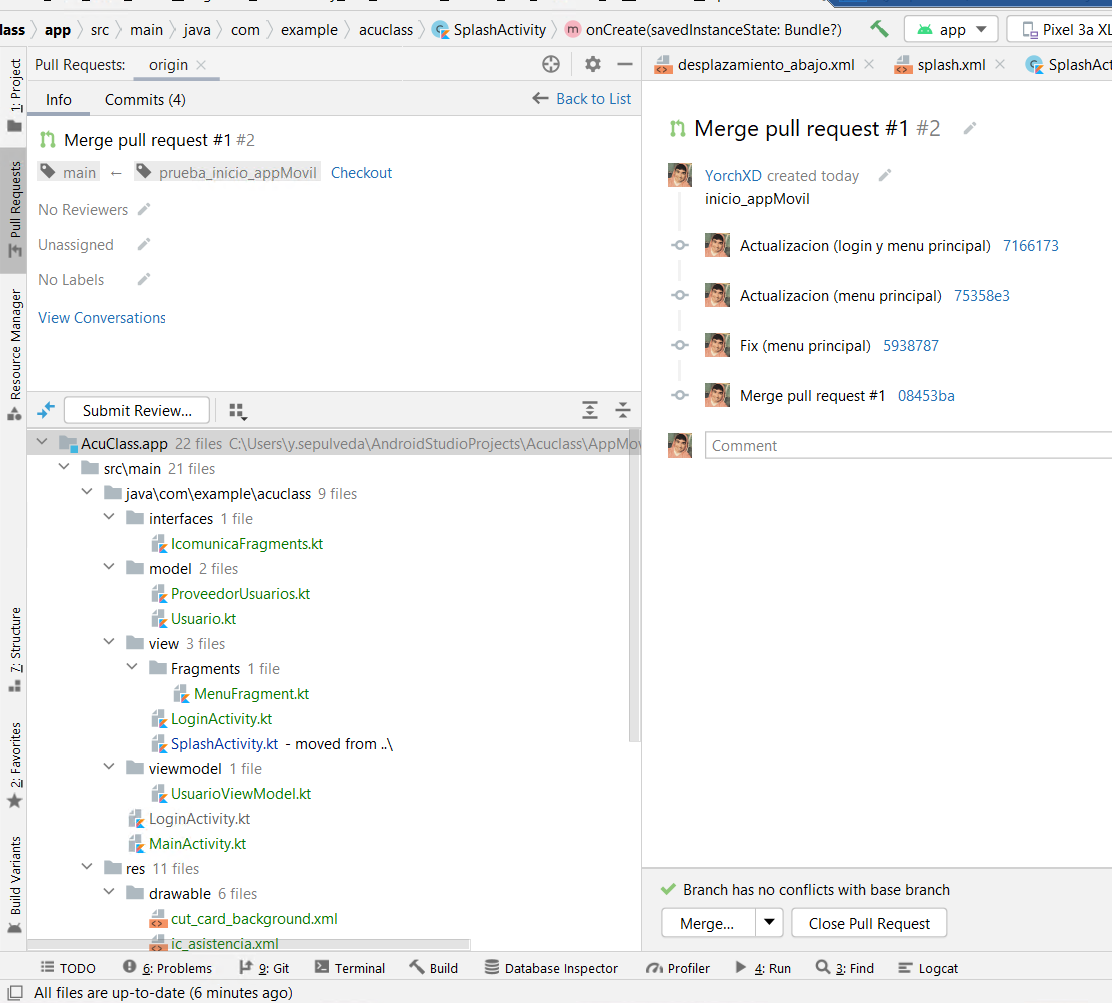 lass app src main java com example acuclass SplashActivity onCreate(savedInstanceState: Bundle?) app Pixel 3a XL
Pull Requests: origin
desplazamiento_abajo.xml splash.xml SplashAct
Info Commits (4) Back to List
Merge pull request #1 #2
main ← prueba_inicio_appMovil Checkout
No Reviewers
Unassigned
No Labels
View Conversations
Submit Review...
AcuClass.app 22 files C:\Users\y.sepulveda\AndroidStudioProjects\Acuclass\AppMov
src\main 21 files
java\com\example\acuclass 9 files
interfaces 1 file
IcomunicaFragments.kt
model 2 files
ProveedorUsuarios.kt
Usuario.kt
view 3 files
Fragments 1 file
MenuFragment.kt
LoginActivity.kt
SplashActivity.kt - moved from ..\
viewmodel 1 file
UsuarioViewModel.kt
LoginActivity.kt
MainActivity.kt
res 11 files
drawable 6 files
cut_card_background.xml
ic_asistencia.xml
Merge pull request #1 #2
YorchXD created today
inicio_appMovil
Actualizacion (login y menu principal) 7166173
Actualizacion (menu principal) 75358e3
Fix (menu principal) 5938787
Merge pull request #1 08453ba
Comment
Branch has no conflicts with base branch
Merge... Close Pull Request
1: Project
Pull Requests
Resource Manager
7: Structure
2: Favorites
Build Variants
TODO 6: Problems 9: Git Terminal Build Database Inspector Profiler 4: Run 3: Find Logcat
All files are up-to-date (6 minutes ago)